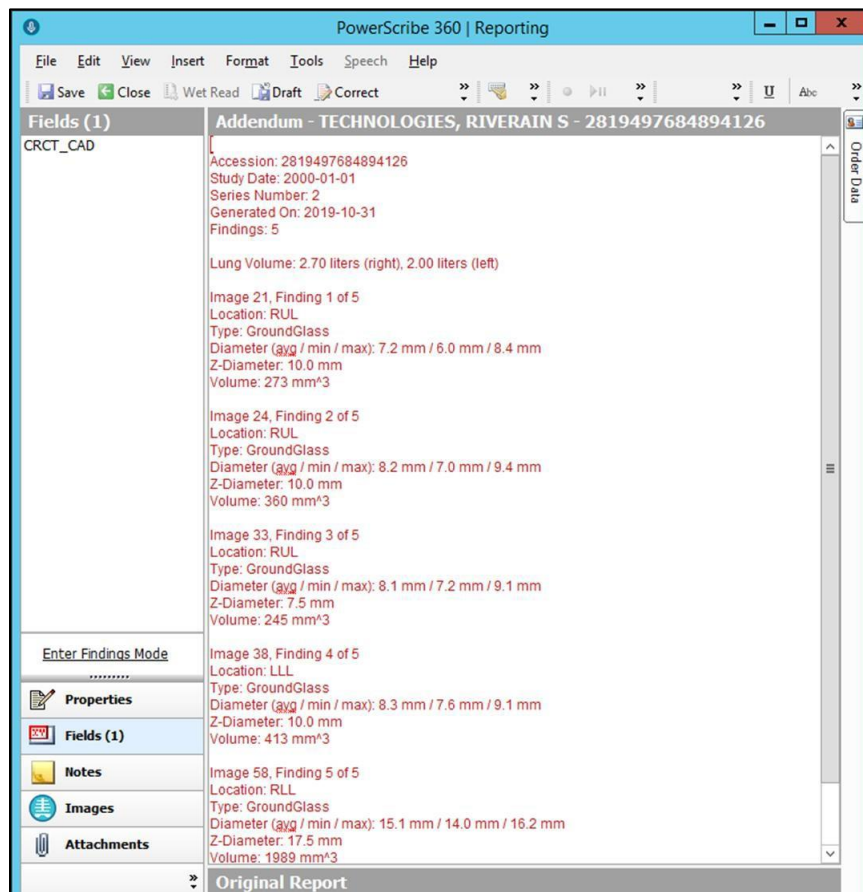 PowerScribe 360 | Reporting
File Edit View Insert Format Tools Speech Help
Save Close Wet Read Draft Correct U Abc
Fields (1)
CRCT_CAD
Addendum - TECHNOLOGIES, RIVERAIN S - 2819497684894126
Order Data
Accession: 2819497684894126
Study Date: 2000-01-01
Series Number: 2
Generated On: 2019-10-31
Findings: 5
Lung Volume: 2.70 liters (right), 2.00 liters (left)
Image 21, Finding 1 of 5
Location: RUL
Type: GroundGlass
Diameter (avg / min / max): 7.2 mm / 6.0 mm / 8.4 mm
Z-Diameter: 10.0 mm
Volume: 273 mm^3
Image 24, Finding 2 of 5
Location: RUL
Type: GroundGlass
Diameter (avg / min / max): 8.2 mm / 7.0 mm / 9.4 mm
Z-Diameter: 10.0 mm
Volume: 360 mm^3
Image 33, Finding 3 of 5
Location: RUL
Type: GroundGlass
Diameter (avg / min / max): 8.1 mm / 7.2 mm / 9.1 mm
Z-Diameter: 7.5 mm
Volume: 245 mm^3
Image 38, Finding 4 of 5
Location: LLL
Type: GroundGlass
Diameter (avg / min / max): 8.3 mm / 7.6 mm / 9.1 mm
Z-Diameter: 10.0 mm
Volume: 413 mm^3
Image 58, Finding 5 of 5
Location: RLL
Type: GroundGlass
Diameter (avg / min / max): 15.1 mm / 14.0 mm / 16.2 mm
Z-Diameter: 17.5 mm
Volume: 1989 mm^3
Enter Findings Mode
Properties
Fields (1)
Notes
Images
Attachments
Original Report